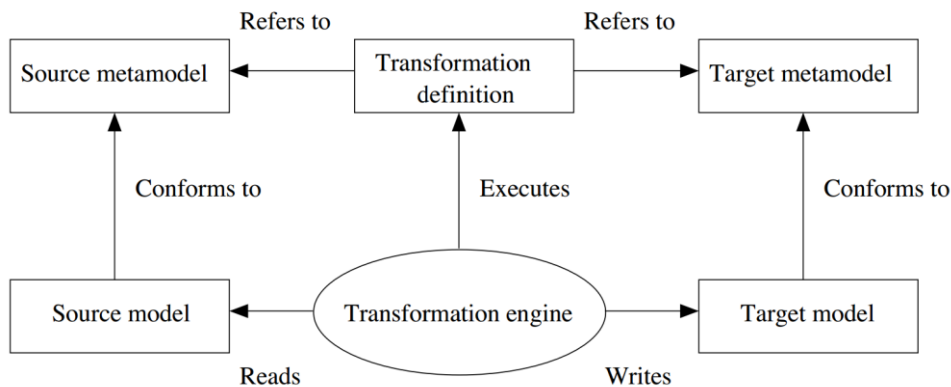 Refers to
Refers to
Source metamodel
Transformation
definition
Target metamodel
Conforms to
Executes
Conforms to
Source model
Transformation engine
Target model
Reads
Writes